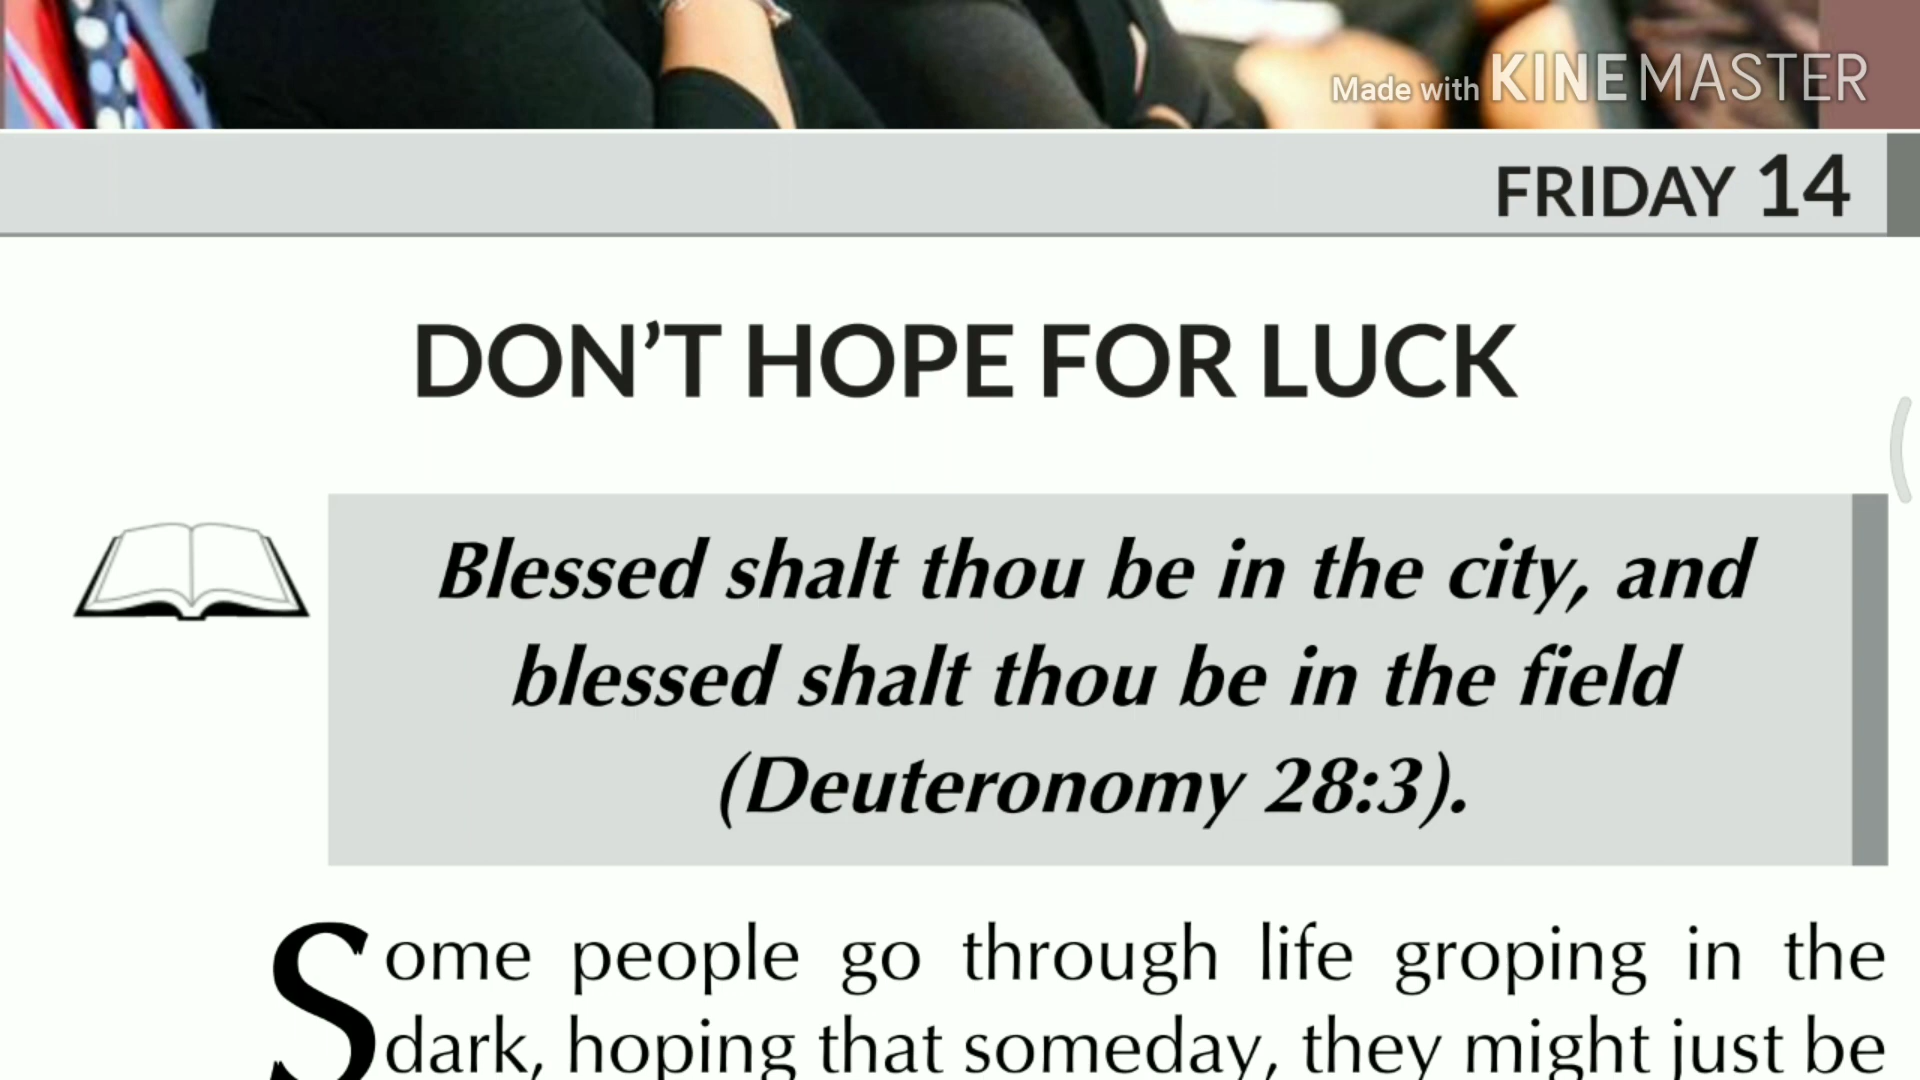 Made with KINEMASTER
FRIDAY 14
DON'T HOPE FOR LUCK
Blessed shalt thou be in the city, and
blessed shalt thou be in the field
(Deuteronomy 28:3).
Some people go through life groping in the
dark, hoping that someday, they might just be